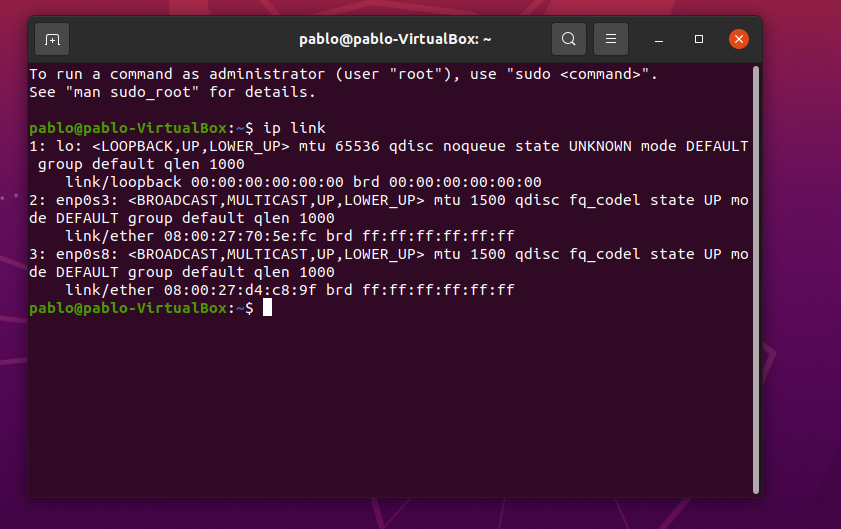 pablo@pablo-VirtualBox: ~
To run a command as administrator (user "root"), use "sudo <command>".
See "man sudo_root" for details.
pablo@pablo-VirtualBox:~$ ip link
1: lo: <LOOPBACK,UP,LOWER_UP> mtu 65536 qdisc noqueue state UNKNOWN mode DEFAULT
 group default qlen 1000
    link/loopback 00:00:00:00:00:00 brd 00:00:00:00:00:00
2: enp0s3: <BROADCAST,MULTICAST,UP,LOWER_UP> mtu 1500 qdisc fq_codel state UP mo
de DEFAULT group default qlen 1000
    link/ether 08:00:27:70:5e:fc brd ff:ff:ff:ff:ff:ff
3: enp0s8: <BROADCAST,MULTICAST,UP,LOWER_UP> mtu 1500 qdisc fq_codel state UP mo
de DEFAULT group default qlen 1000
    link/ether 08:00:27:d4:c8:9f brd ff:ff:ff:ff:ff:ff
pablo@pablo-VirtualBox:~$